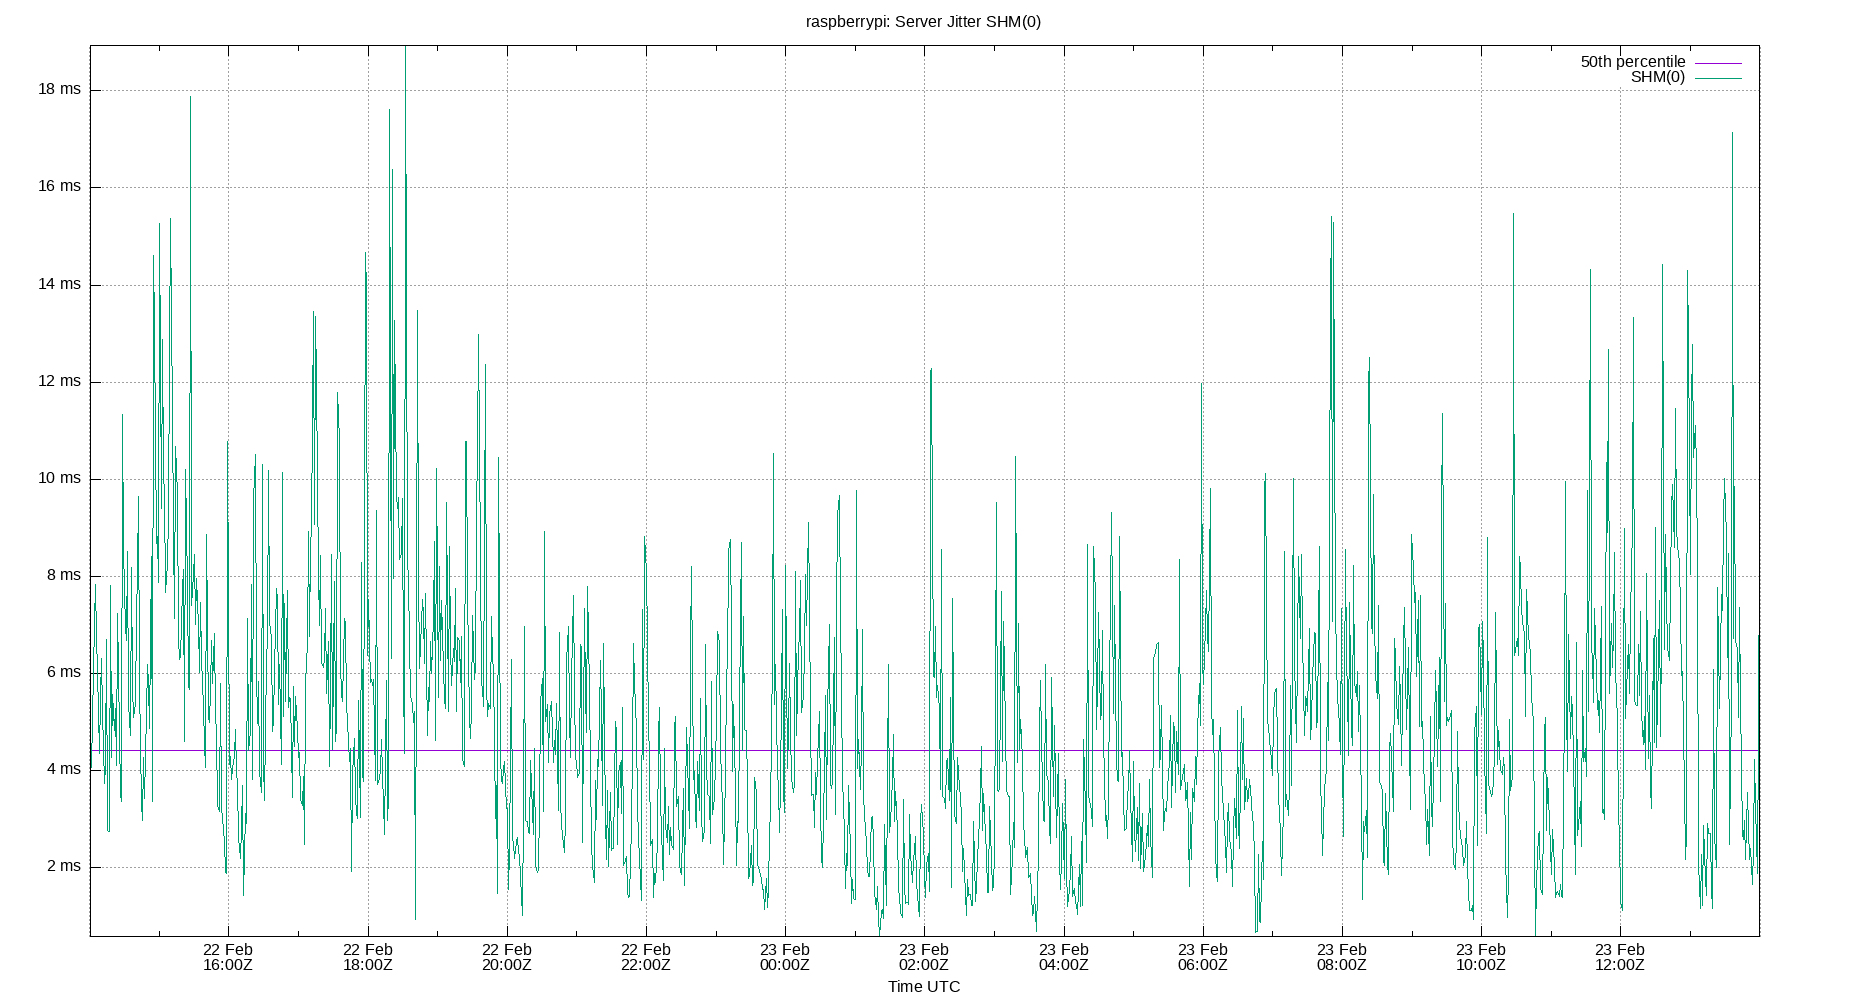 raspberrypi: Server Jitter SHM(0)
50th percentile
SHM(0)
18 ms
16 ms
14 ms
12 ms
10 ms
8 ms
6 ms
4 ms
2 ms
22 Feb 22 Feb 22 Feb 22 Feb 23 Feb 23 Feb 23 Feb 23 Feb 23 Feb 23 Feb 23 Feb
16:00Z 18:00Z 20:00Z 22:00Z 00:00Z 02:00Z 04:00Z 06:00Z 08:00Z 10:00Z 12:00Z
Time UTC